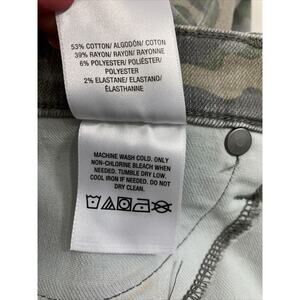 53% COTTON/ ALGODÓN/ COTON
39% RAYON/ RAYON/ RAYONNE
6% POLYESTER/ POLIÉSTER/
POLYESTER
2% ELASTANE/ ELASTANO/
ÉLASTHANNE
MACHINE WASH COLD. ONLY
NON-CHLORINE BLEACH WHEN
NEEDED. TUMBLE DRY LOW.
COOL IRON IF NEEDED. DO NOT
DRY CLEAN.